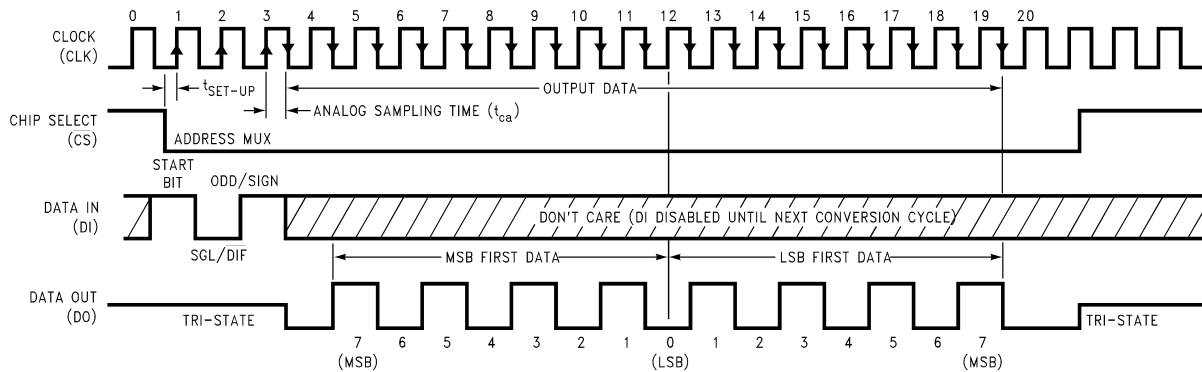 0 1 2 3 4 5 6 7 8 9 10 11 12 13 14 15 16 17 18 19 20
CLOCK
(CLK)
tSET-UP
OUTPUT DATA
ANALOG SAMPLING TIME (tca)
CHIP SELECT
(C̅S̅)
ADDRESS MUX
START
BIT
ODD/SIGN
DATA IN
(DI)
DON'T CARE (DI DISABLED UNTIL NEXT CONVERSION CYCLE)
SGL/D̅I̅F̅
MSB FIRST DATA
LSB FIRST DATA
DATA OUT
(DO)
TRI-STATE
TRI-STATE
7 6 5 4 3 2 1 0 1 2 3 4 5 6 7
(MSB) (LSB) (MSB)